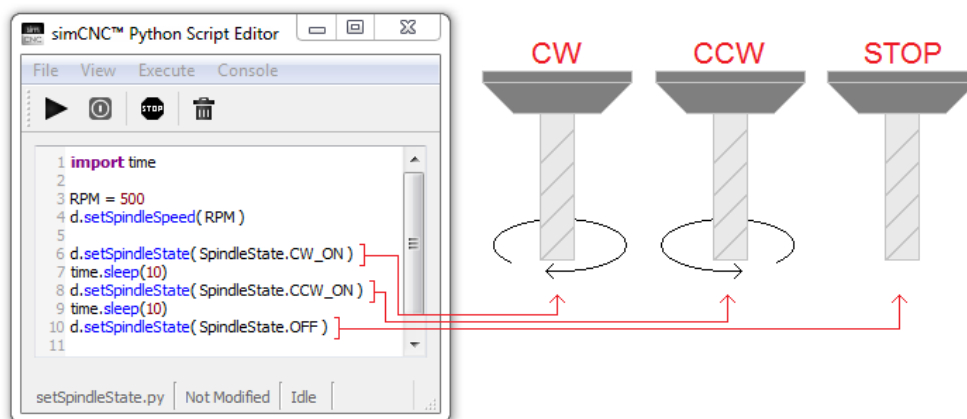 sim
CNC
simCNC™ Python Script Editor
File View Execute Console
STOP
1 import time
2
3 RPM = 500
4 d.setSpindleSpeed( RPM )
5
6 d.setSpindleState( SpindleState.CW_ON )
7 time.sleep(10)
8 d.setSpindleState( SpindleState.CCW_ON )
9 time.sleep(10)
10 d.setSpindleState( SpindleState.OFF )
11
setSpindleState.py Not Modified Idle
CW CCW STOP